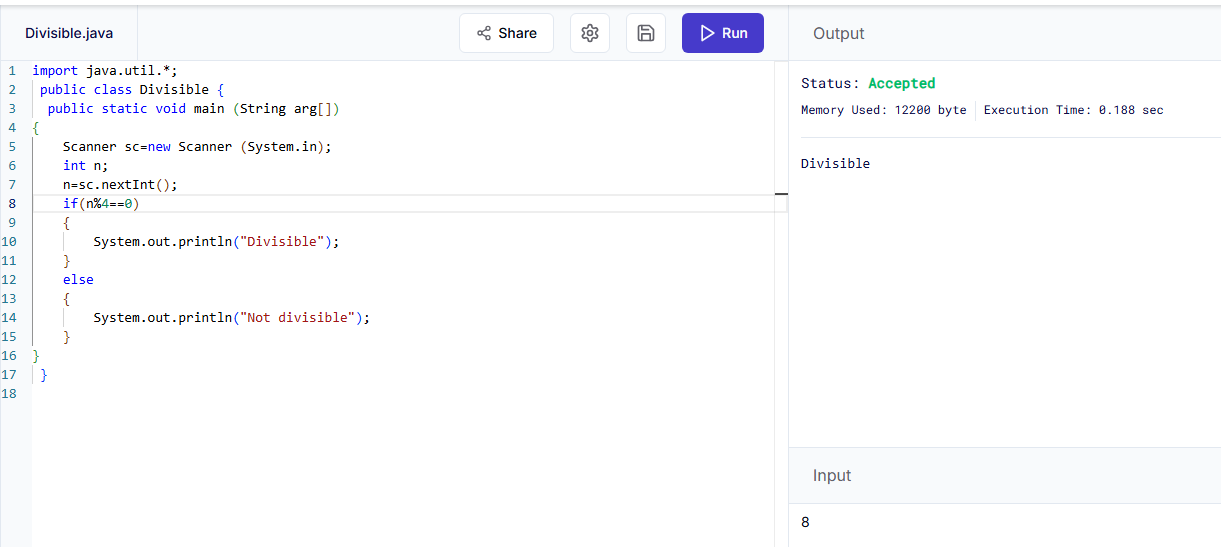 Divisible.java
Share
Run
Output
1 import java.util.*;
2  public class Divisible {
3   public static void main (String arg[])
4 {
5     Scanner sc=new Scanner (System.in);
6     int n;
7     n=sc.nextInt();
8     if(n%4==0)
9     {
10         System.out.println("Divisible");
11     }
12     else
13     {
14         System.out.println("Not divisible");
15     }
16 }
17  }
18
Status: Accepted
Memory Used: 12200 byte
Execution Time: 0.188 sec
Divisible
Input
8